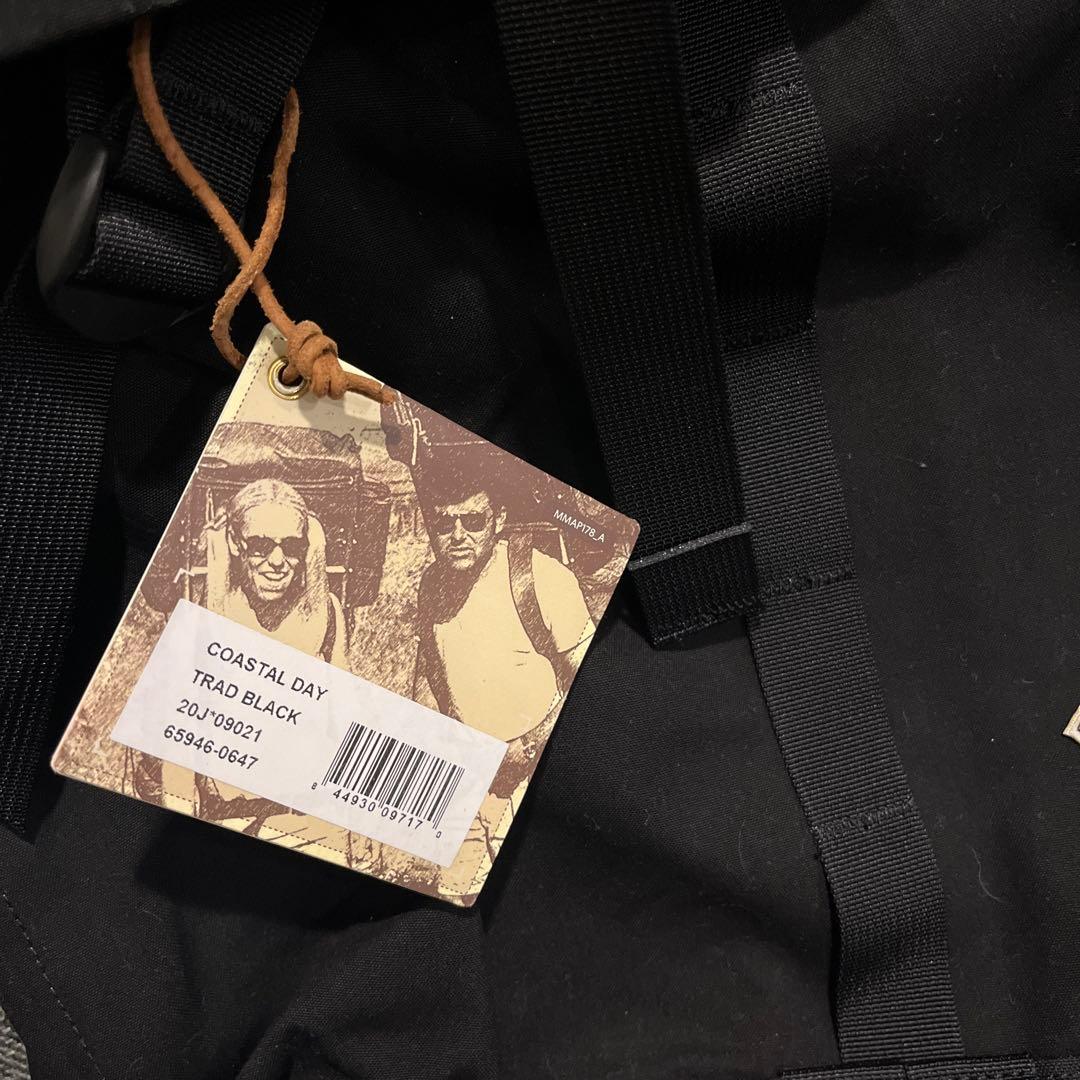 MMAP178_A
COASTAL DAY
TRAD BLACK
20J*09021
65946-0647
8 44930 09717 0